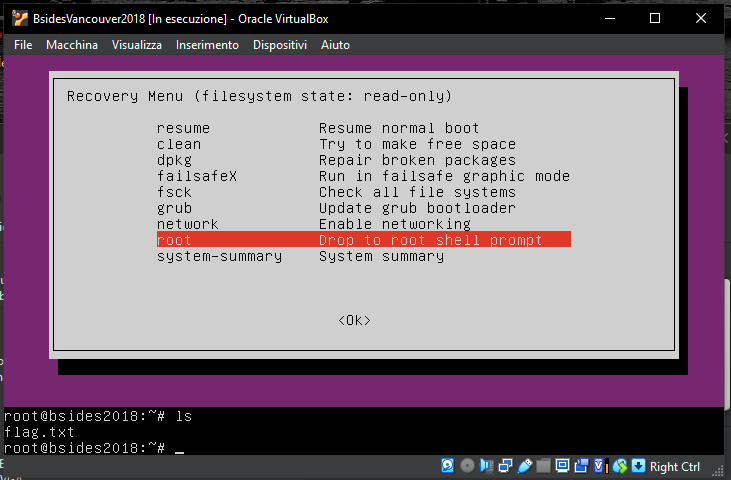 BsidesVancouver2018 [In esecuzione] - Oracle VirtualBox
File Macchina Visualizza Inserimento Dispositivi Aiuto
Recovery Menu (filesystem state: read-only)
resume Resume normal boot
clean Try to make free space
dpkg Repair broken packages
failsafeX Run in failsafe graphic mode
fsck Check all file systems
grub Update grub bootloader
network Enable networking
root Drop to root shell prompt
system-summary System summary
<Ok>
root@bsides2018:~# ls
flag.txt
root@bsides2018:~# _
Right Ctrl